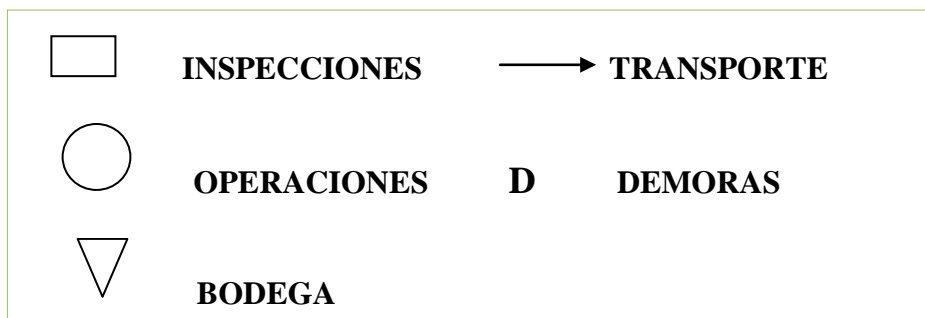 INSPECCIONES TRANSPORTE
OPERACIONES D DEMORAS
BODEGA